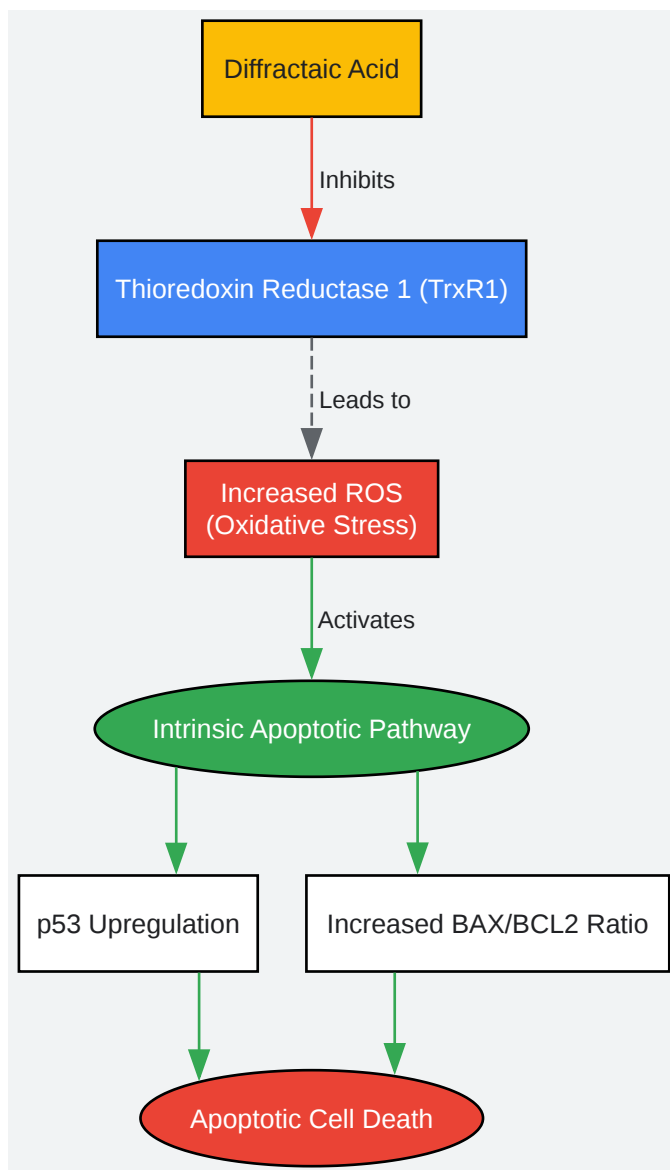 Diffractaic Acid
Inhibits
Thioredoxin Reductase 1 (TrxR1)
Leads to
Increased ROS
(Oxidative Stress)
Activates
Intrinsic Apoptotic Pathway
p53 Upregulation
Increased BAX/BCL2 Ratio
Apoptotic Cell Death